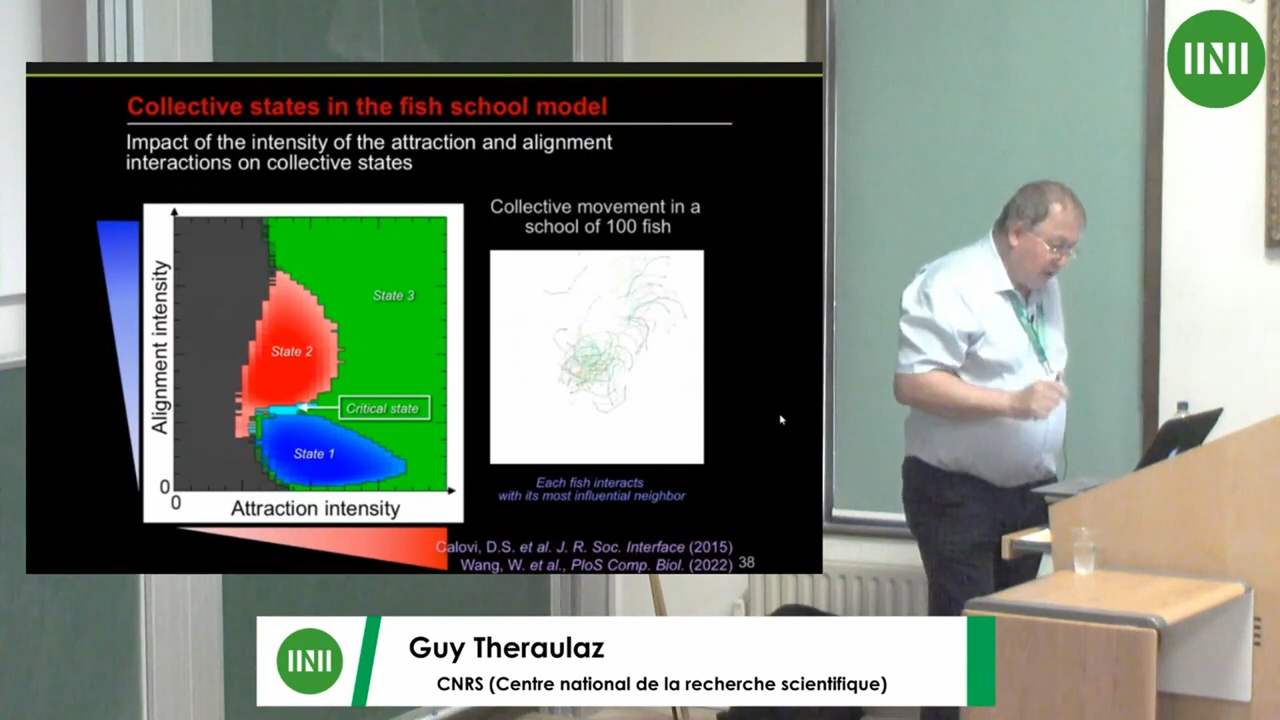 Collective states in the fish school model
Impact of the intensity of the attraction and alignment
interactions on collective states
Alignment intensity
State 3
State 2
Critical state
State 1
0
0
Attraction intensity
Collective movement in a
school of 100 fish
Each fish interacts
with its most influential neighbor
Calovi, D.S. et al. J. R. Soc. Interface (2015)
Wang, W. et al., PloS Comp. Biol. (2022)
38
Guy Theraulaz
CNRS (Centre national de la recherche scientifique)